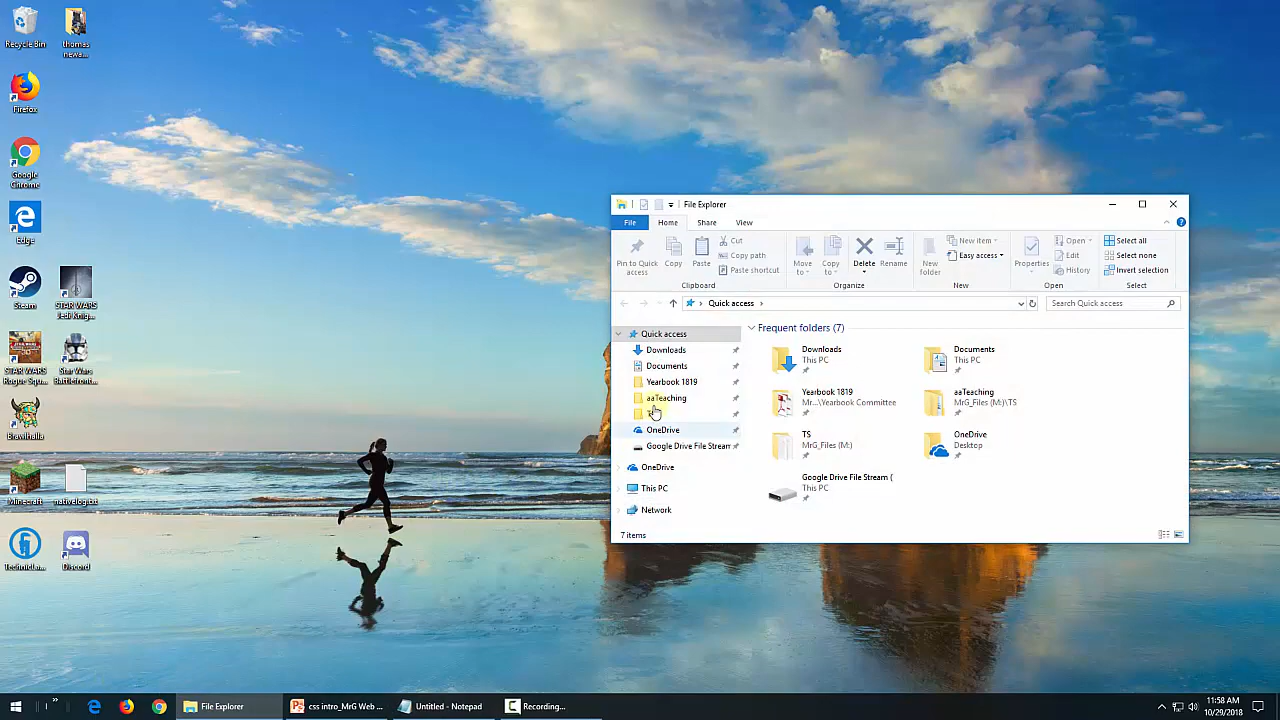 Recycle Bin
thomas
newa...
Firefox
Google
Chrome
Edge
Steam
STAR WARS
Jedi Knig...
STAR WARS
Rogue Squ...
Star Wars
Battlefront...
Brawlhalla
Minecraft
nativelog.txt
Technicla...
Discord
File Explorer
File
Home
Share
View
Pin to Quick
access
Copy
Paste
Cut
Copy path
Paste shortcut
Clipboard
Move
to
Copy
to
Delete
Rename
Organize
New
folder
New item
Easy access
New
Properties
Open
Edit
History
Open
Select all
Select none
Invert selection
Select
Quick access
Search Quick access
Quick access
Downloads
Documents
Yearbook 1819
aaTeaching
OneDrive
Google Drive File Stream
OneDrive
This PC
Network
Frequent folders (7)
Downloads
This PC
Documents
This PC
Yearbook 1819
Mr...\Yearbook Committee
aaTeaching
MrG_Files (M:)\TS
TS
MrG_Files (M:)
OneDrive
Desktop
Google Drive File Stream (
This PC
7 items
File Explorer
css intro_MrG Web ...
Untitled - Notepad
Recording...
11:58 AM
10/29/2018